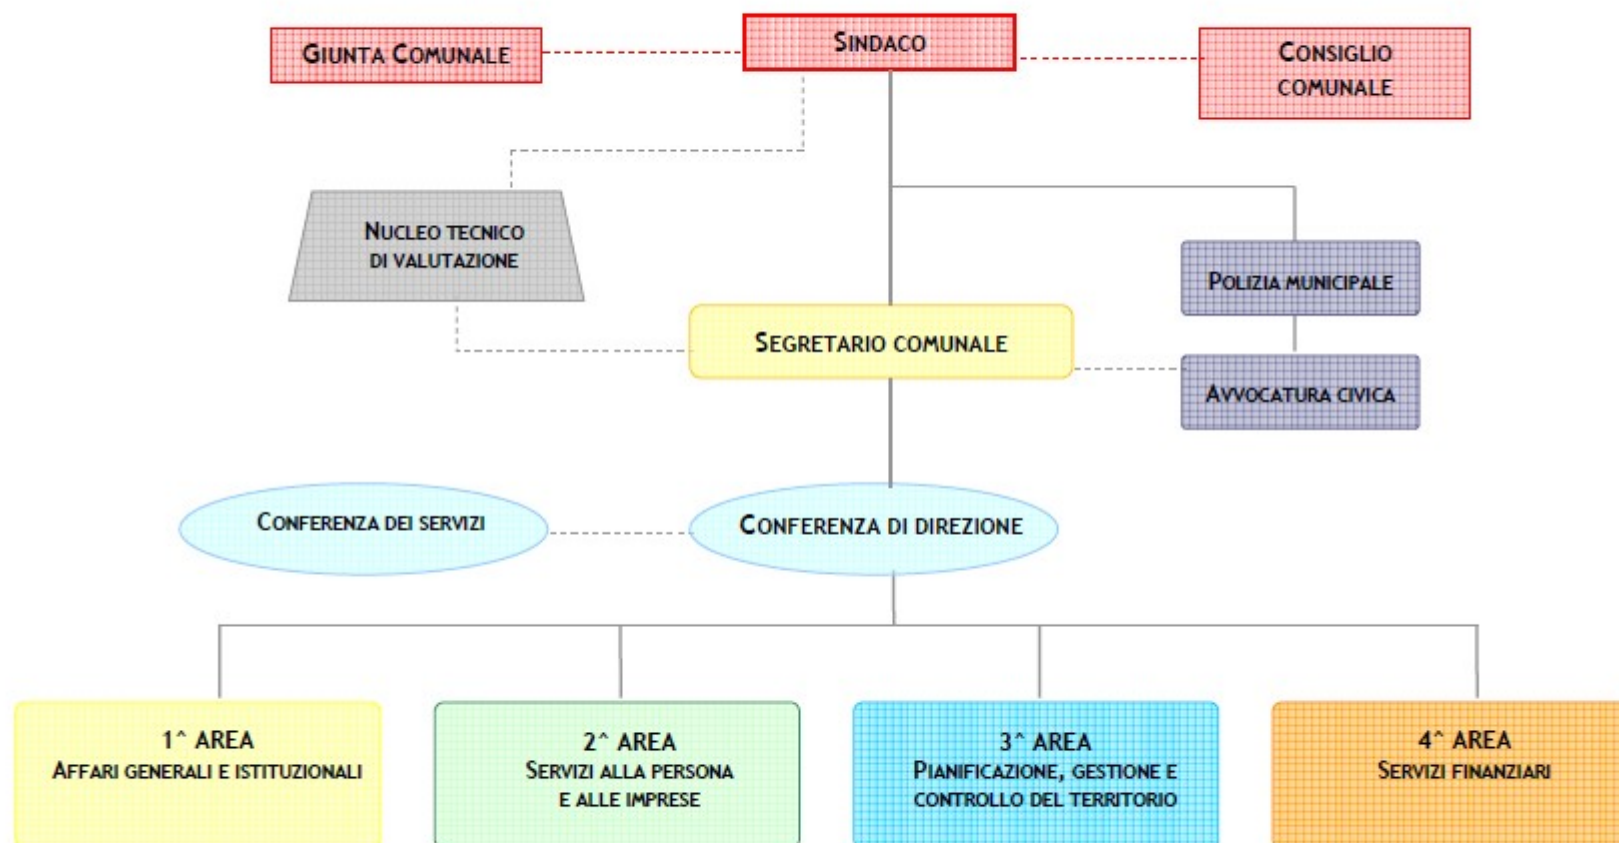 GIUNTA COMUNALE
SINDACO
CONSIGLIO
COMUNALE
NUCLEO TECNICO
DI VALUTAZIONE
POLIZIA MUNICIPALE
SEGRETARIO COMUNALE
AVVOCATURA CIVICA
CONFERENZA DEI SERVIZI
CONFERENZA DI DIREZIONE
1^ AREA
AFFARI GENERALI E ISTITUZIONALI
2^ AREA
SERVIZI ALLA PERSONA
E ALLE IMPRESE
3^ AREA
PIANIFICAZIONE, GESTIONE E
CONTROLLO DEL TERRITORIO
4^ AREA
SERVIZI FINANZIARI